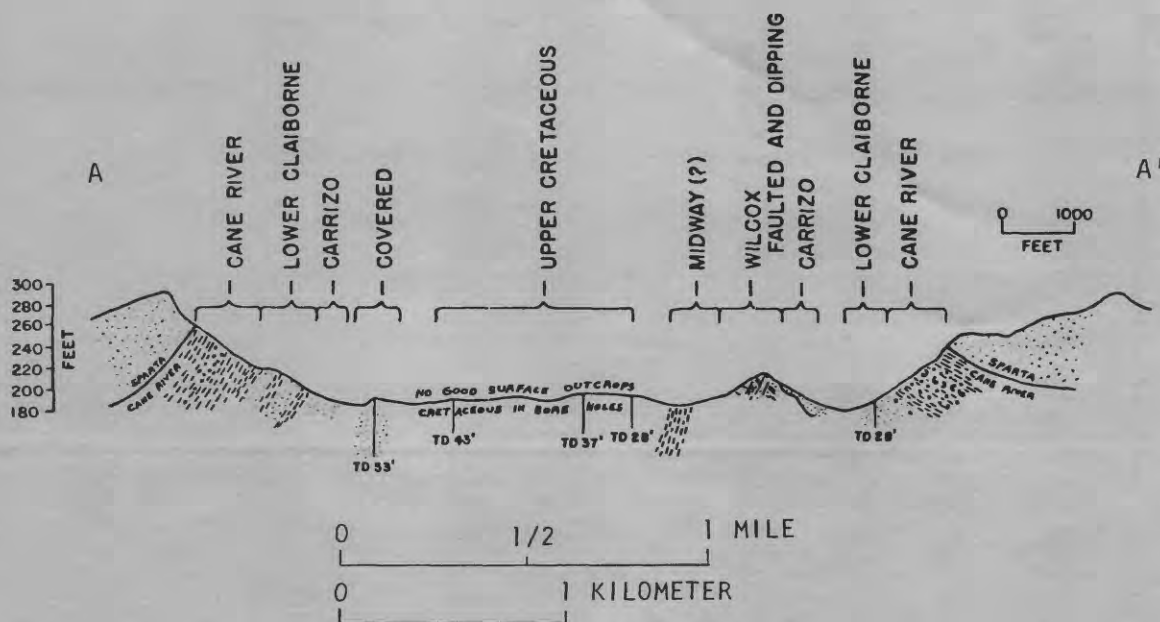 A
A'
CANE RIVER
LOWER CLAIBORNE
CARRIZO
COVERED
UPPER CRETACEOUS
MIDWAY (?)
WILCOX
FAULTED AND DIPPING
CARRIZO
LOWER CLAIBORNE
CANE RIVER
0 1000
FEET
300
280
260
240
220
200
180
FEET
SPARTA
CANE RIVER
NO GOOD SURFACE OUTCROPS
CRETACEOUS IN BORE HOLES
TD 53'
TD 43'
TD 37'
TD 28'
TD 28'
SPARTA
CANE RIVER
0 1/2 1 MILE
0 1 KILOMETER